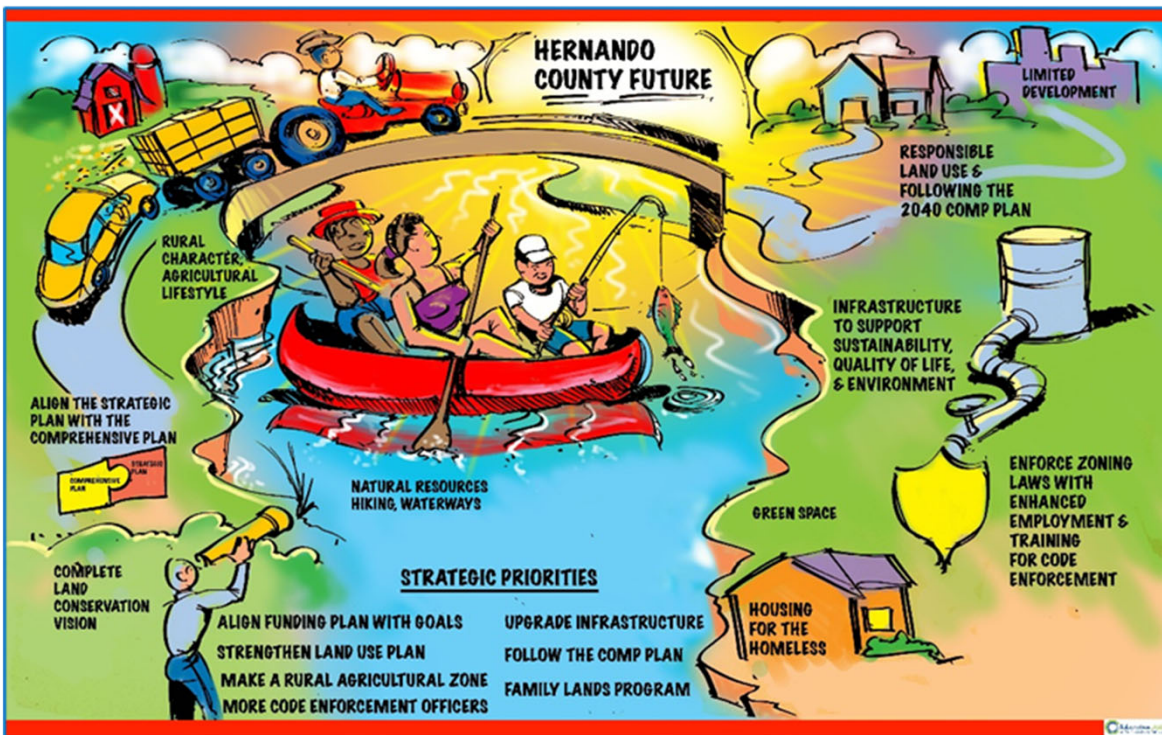 HERNANDO
COUNTY FUTURE
LIMITED
DEVELOPMENT
RESPONSIBLE
LAND USE &
FOLLOWING THE
2040 COMP PLAN
RURAL
CHARACTER,
AGRICULTURAL
LIFESTYLE
INFRASTRUCTURE
TO SUPPORT
SUSTAINABILITY,
QUALITY OF LIFE,
& ENVIRONMENT
ALIGN THE STRATEGIC
PLAN WITH THE
COMPREHENSIVE PLAN
COMPREHENSIVE
PLAN
STRATEGIC
PLAN
NATURAL RESOURCES
HIKING, WATERWAYS
GREEN SPACE
ENFORCE ZONING
LAWS WITH
ENHANCED
EMPLOYMENT &
TRAINING
FOR CODE
ENFORCEMENT
COMPLETE
LAND
CONSERVATION
VISION
HOUSING
FOR THE
HOMELESS
STRATEGIC PRIORITIES
ALIGN FUNDING PLAN WITH GOALS
STRENGTHEN LAND USE PLAN
MAKE A RURAL AGRICULTURAL ZONE
MORE CODE ENFORCEMENT OFFICERS
UPGRADE INFRASTRUCTURE
FOLLOW THE COMP PLAN
FAMILY LANDS PROGRAM